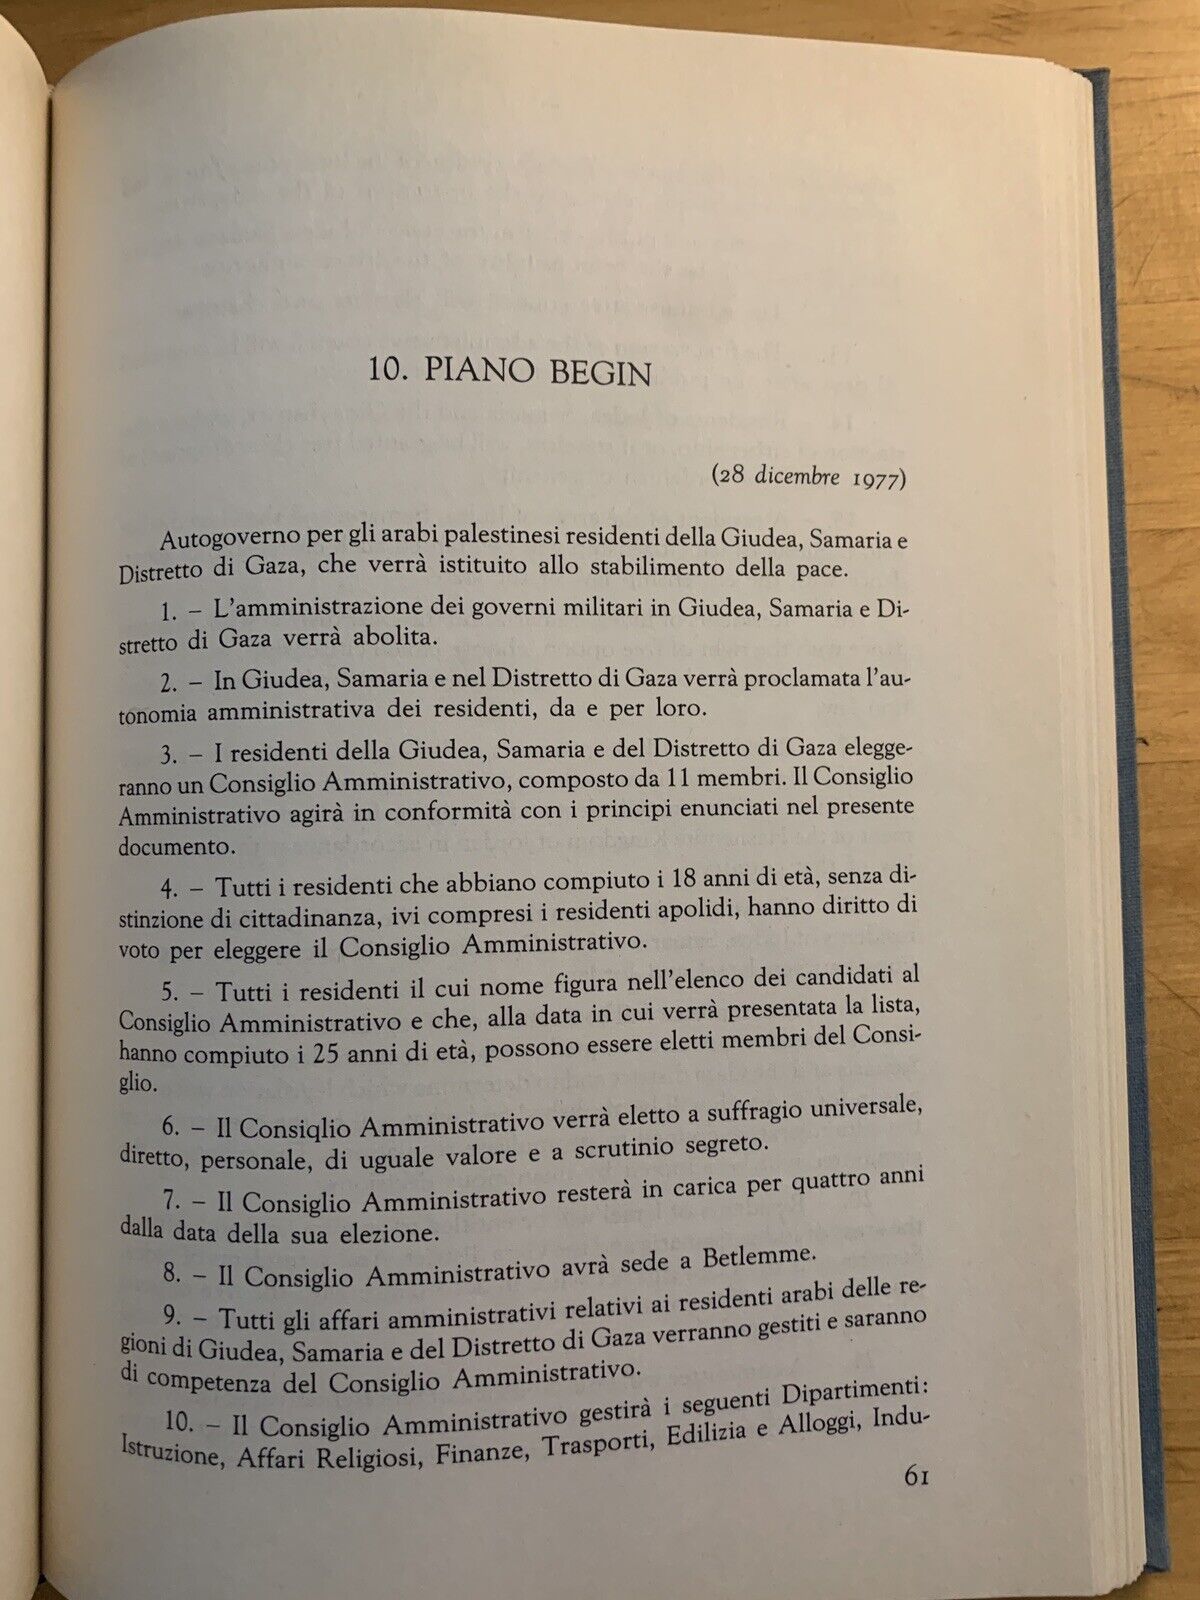 10. PIANO BEGIN
(28 dicembre 1977)
Autogoverno per gli arabi palestinesi residenti della Giudea, Samaria e
Distretto di Gaza, che verrà istituito allo stabilimento della pace.
1. – L'amministrazione dei governi militari in Giudea, Samaria e Di-
stretto di Gaza verrà abolita.
2. – In Giudea, Samaria e nel Distretto di Gaza verrà proclamata l'au-
tonomia amministrativa dei residenti, da e per loro.
3. – I residenti della Giudea, Samaria e del Distretto di Gaza elegge-
ranno un Consiglio Amministrativo, composto da 11 membri. Il Consiglio
Amministrativo agirà in conformità con i principi enunciati nel presente
documento.
4. – Tutti i residenti che abbiano compiuto i 18 anni di età, senza di-
stinzione di cittadinanza, ivi compresi i residenti apolidi, hanno diritto di
voto per eleggere il Consiglio Amministrativo.
5. – Tutti i residenti il cui nome figura nell'elenco dei candidati al
Consiglio Amministrativo e che, alla data in cui verrà presentata la lista,
hanno compiuto i 25 anni di età, possono essere eletti membri del Consi-
glio.
6. – Il Consiqlio Amministrativo verrà eletto a suffragio universale,
diretto, personale, di uguale valore e a scrutinio segreto.
7. – Il Consiglio Amministrativo resterà in carica per quattro anni
dalla data della sua elezione.
8. – Il Consiglio Amministrativo avrà sede a Betlemme.
9. – Tutti gli affari amministrativi relativi ai residenti arabi delle re-
gioni di Giudea, Samaria e del Distretto di Gaza verranno gestiti e saranno
di competenza del Consiglio Amministrativo.
10. – Il Consiglio Amministrativo gestirà i seguenti Dipartimenti:
Istruzione, Affari Religiosi, Finanze, Trasporti, Edilizia e Alloggi, Indu-
61